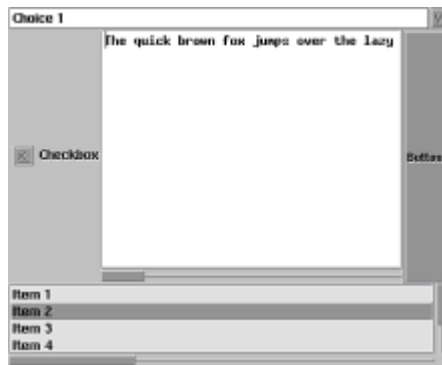 Choice 1
The quick brown fox jumps over the lazy
Checkbox
Button
Item 1
Item 2
Item 3
Item 4